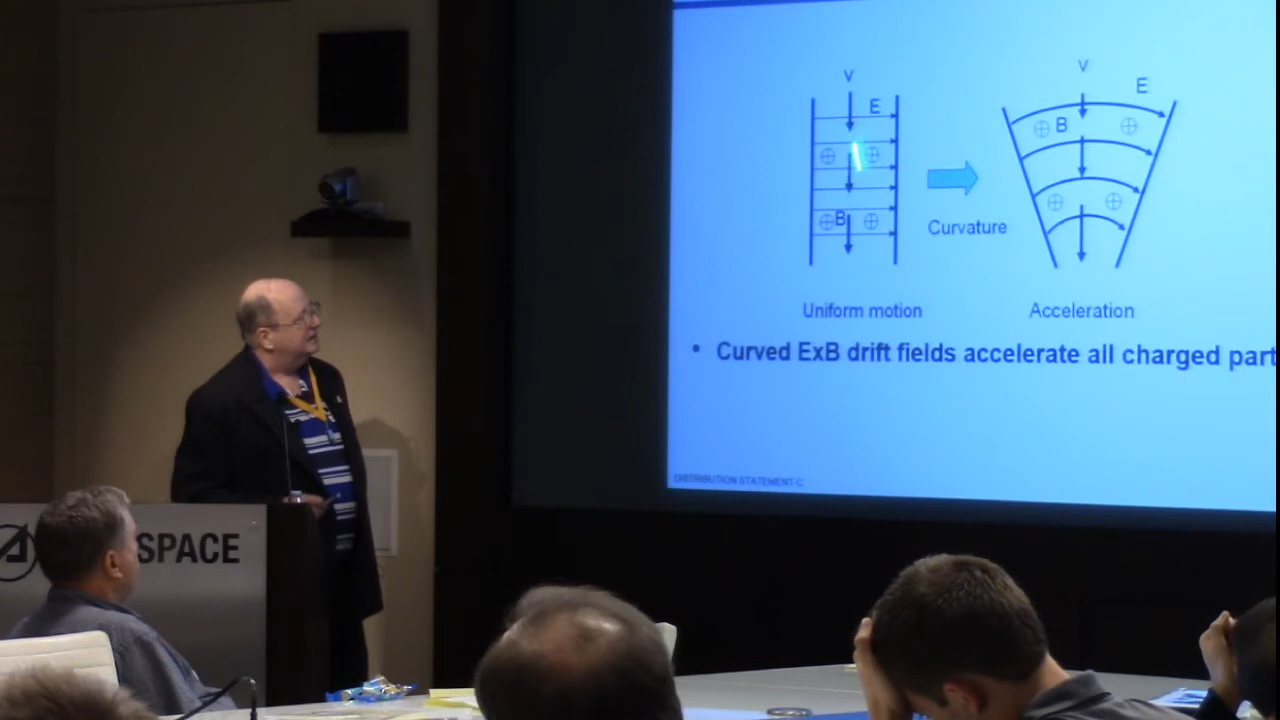 V
E
B
Uniform motion
Curvature
V
E
B
Acceleration
• Curved ExB drift fields accelerate all charged part
DISTRIBUTION STATEMENT C
SPACE